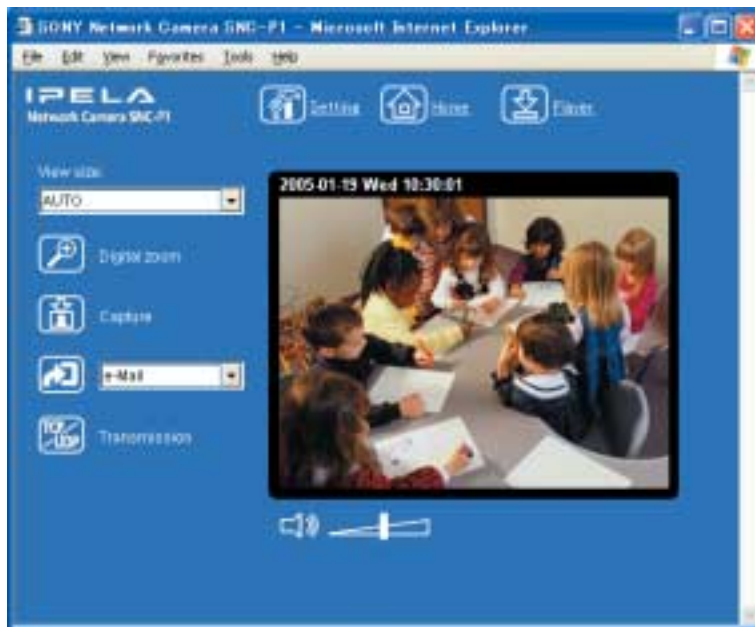 SONY Network Camera SNC-P1 - Microsoft Internet Explorer
File Edit View Favorites Tools Help
IPELA
Network Camera SNC-P1
Setting Home Player
View size:
AUTO
Digital zoom
Capture
e-Mail
TCP/UDP Transmission
2005-01-19 Wed 10:30:01